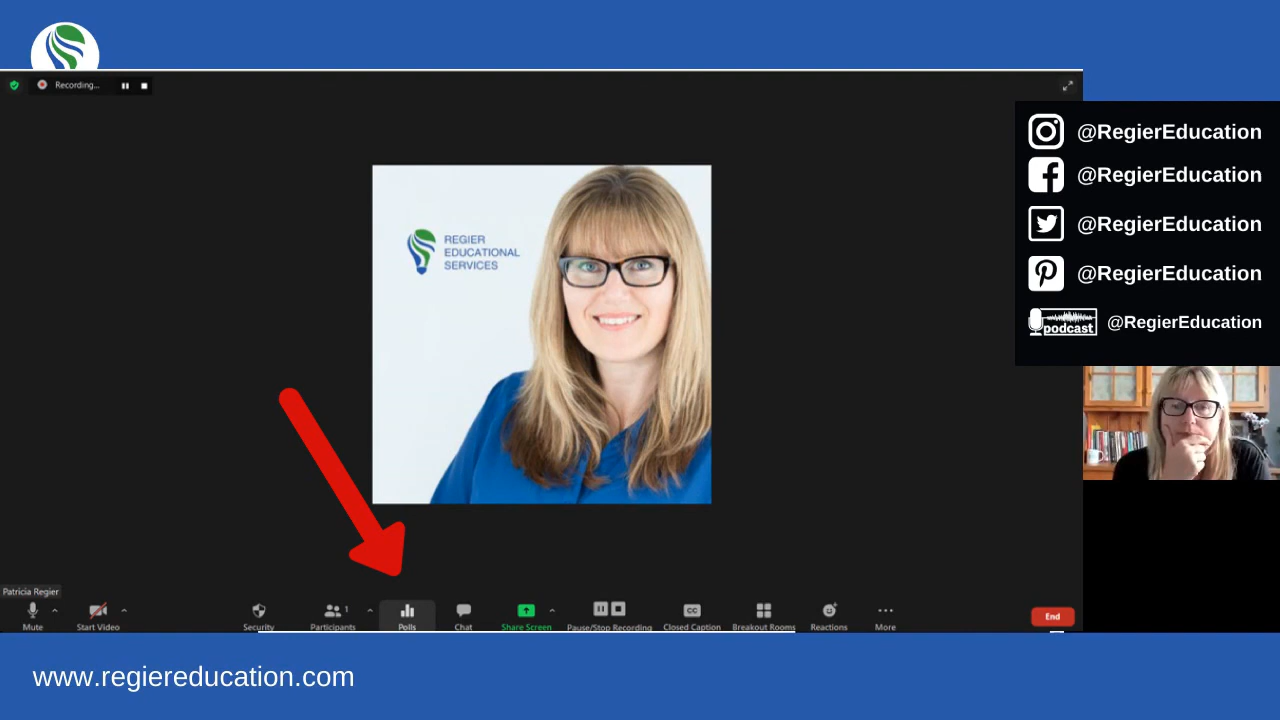 Recording...
@RegierEducation
@RegierEducation
@RegierEducation
@RegierEducation
podcast @RegierEducation
REGIER
EDUCATIONAL
SERVICES
Patricia Regier
1
Mute Start Video Security Participants Polls Chat Share Screen Pause/Stop Recording CC Closed Caption Breakout Rooms Reactions More End
www.regiereducation.com